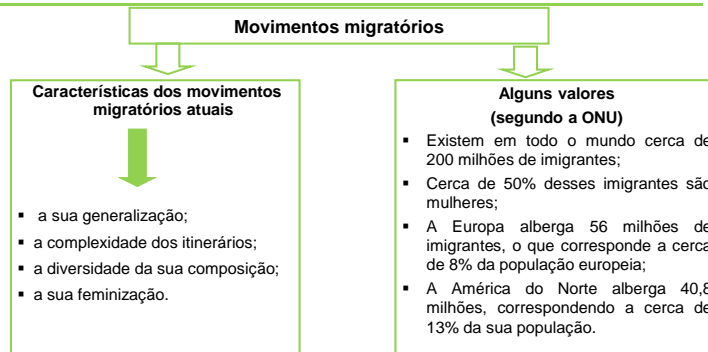 Movimentos migratórios
Características dos movimentos
migratórios atuais
▪ a sua generalização;
▪ a complexidade dos itinerários;
▪ a diversidade da sua composição;
▪ a sua feminização.
Alguns valores
(segundo a ONU)
▪ Existem em todo o mundo cerca de
200 milhões de imigrantes;
▪ Cerca de 50% desses imigrantes são
mulheres;
▪ A Europa alberga 56 milhões de
imigrantes, o que corresponde a cerca
de 8% da população europeia;
▪ A América do Norte alberga 40,8
milhões, correspondendo a cerca de
13% da sua população.